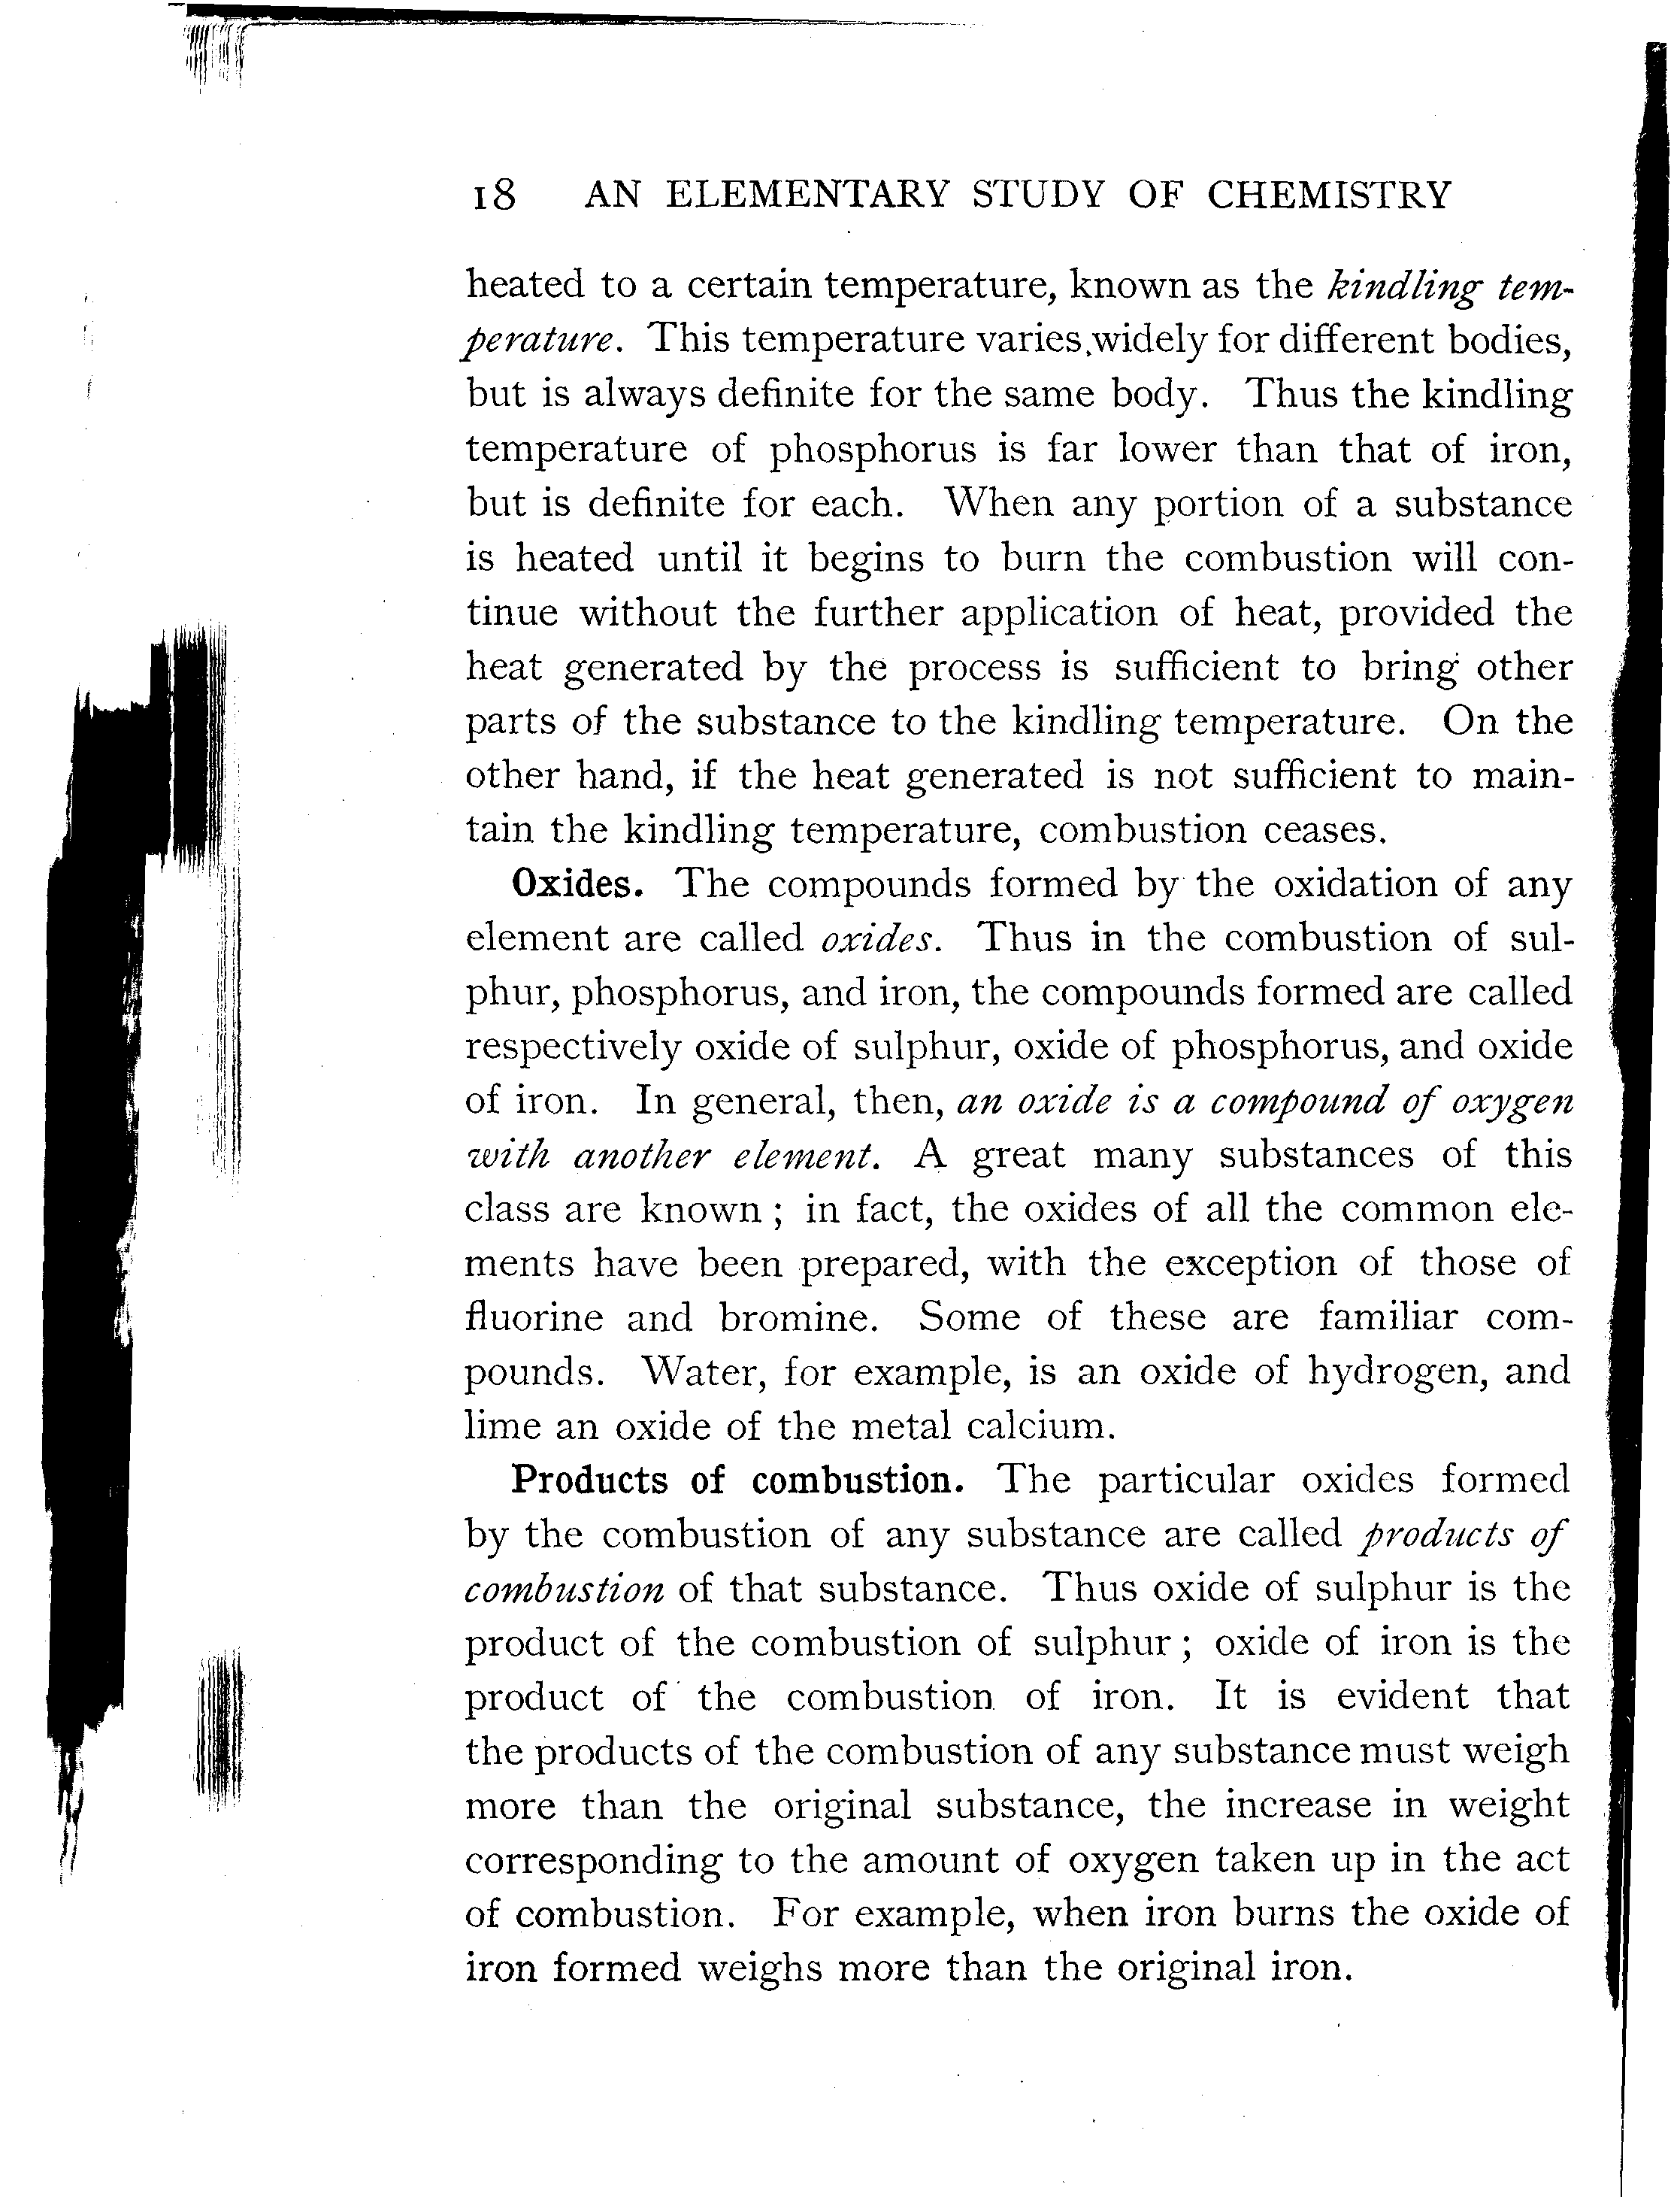 18 AN ELEMENTARY STUDY OF CHEMISTRY
heated to a certain temperature, known as the kindling tem-
perature. This temperature varies widely for different bodies,
but is always definite for the same body. Thus the kindling
temperature of phosphorus is far lower than that of iron,
but is definite for each. When any portion of a substance
is heated until it begins to burn the combustion will con-
tinue without the further application of heat, provided the
heat generated by the process is sufficient to bring other
parts of the substance to the kindling temperature. On the
other hand, if the heat generated is not sufficient to main-
tain the kindling temperature, combustion ceases.
Oxides. The compounds formed by the oxidation of any
element are called oxides. Thus in the combustion of sul-
phur, phosphorus, and iron, the compounds formed are called
respectively oxide of sulphur, oxide of phosphorus, and oxide
of iron. In general, then, an oxide is a compound of oxygen
with another element. A great many substances of this
class are known; in fact, the oxides of all the common ele-
ments have been prepared, with the exception of those of
fluorine and bromine. Some of these are familiar com-
pounds. Water, for example, is an oxide of hydrogen, and
lime an oxide of the metal calcium.
Products of combustion. The particular oxides formed
by the combustion of any substance are called products of
combustion of that substance. Thus oxide of sulphur is the
product of the combustion of sulphur; oxide of iron is the
product of the combustion of iron. It is evident that
the products of the combustion of any substance must weigh
more than the original substance, the increase in weight
corresponding to the amount of oxygen taken up in the act
of combustion. For example, when iron burns the oxide of
iron formed weighs more than the original iron.